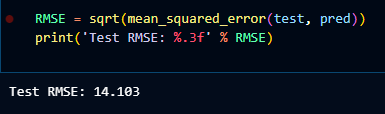 RMSE = sqrt(mean_squared_error(test, pred))
print('Test RMSE: %.3f' % RMSE)
Test RMSE: 14.103